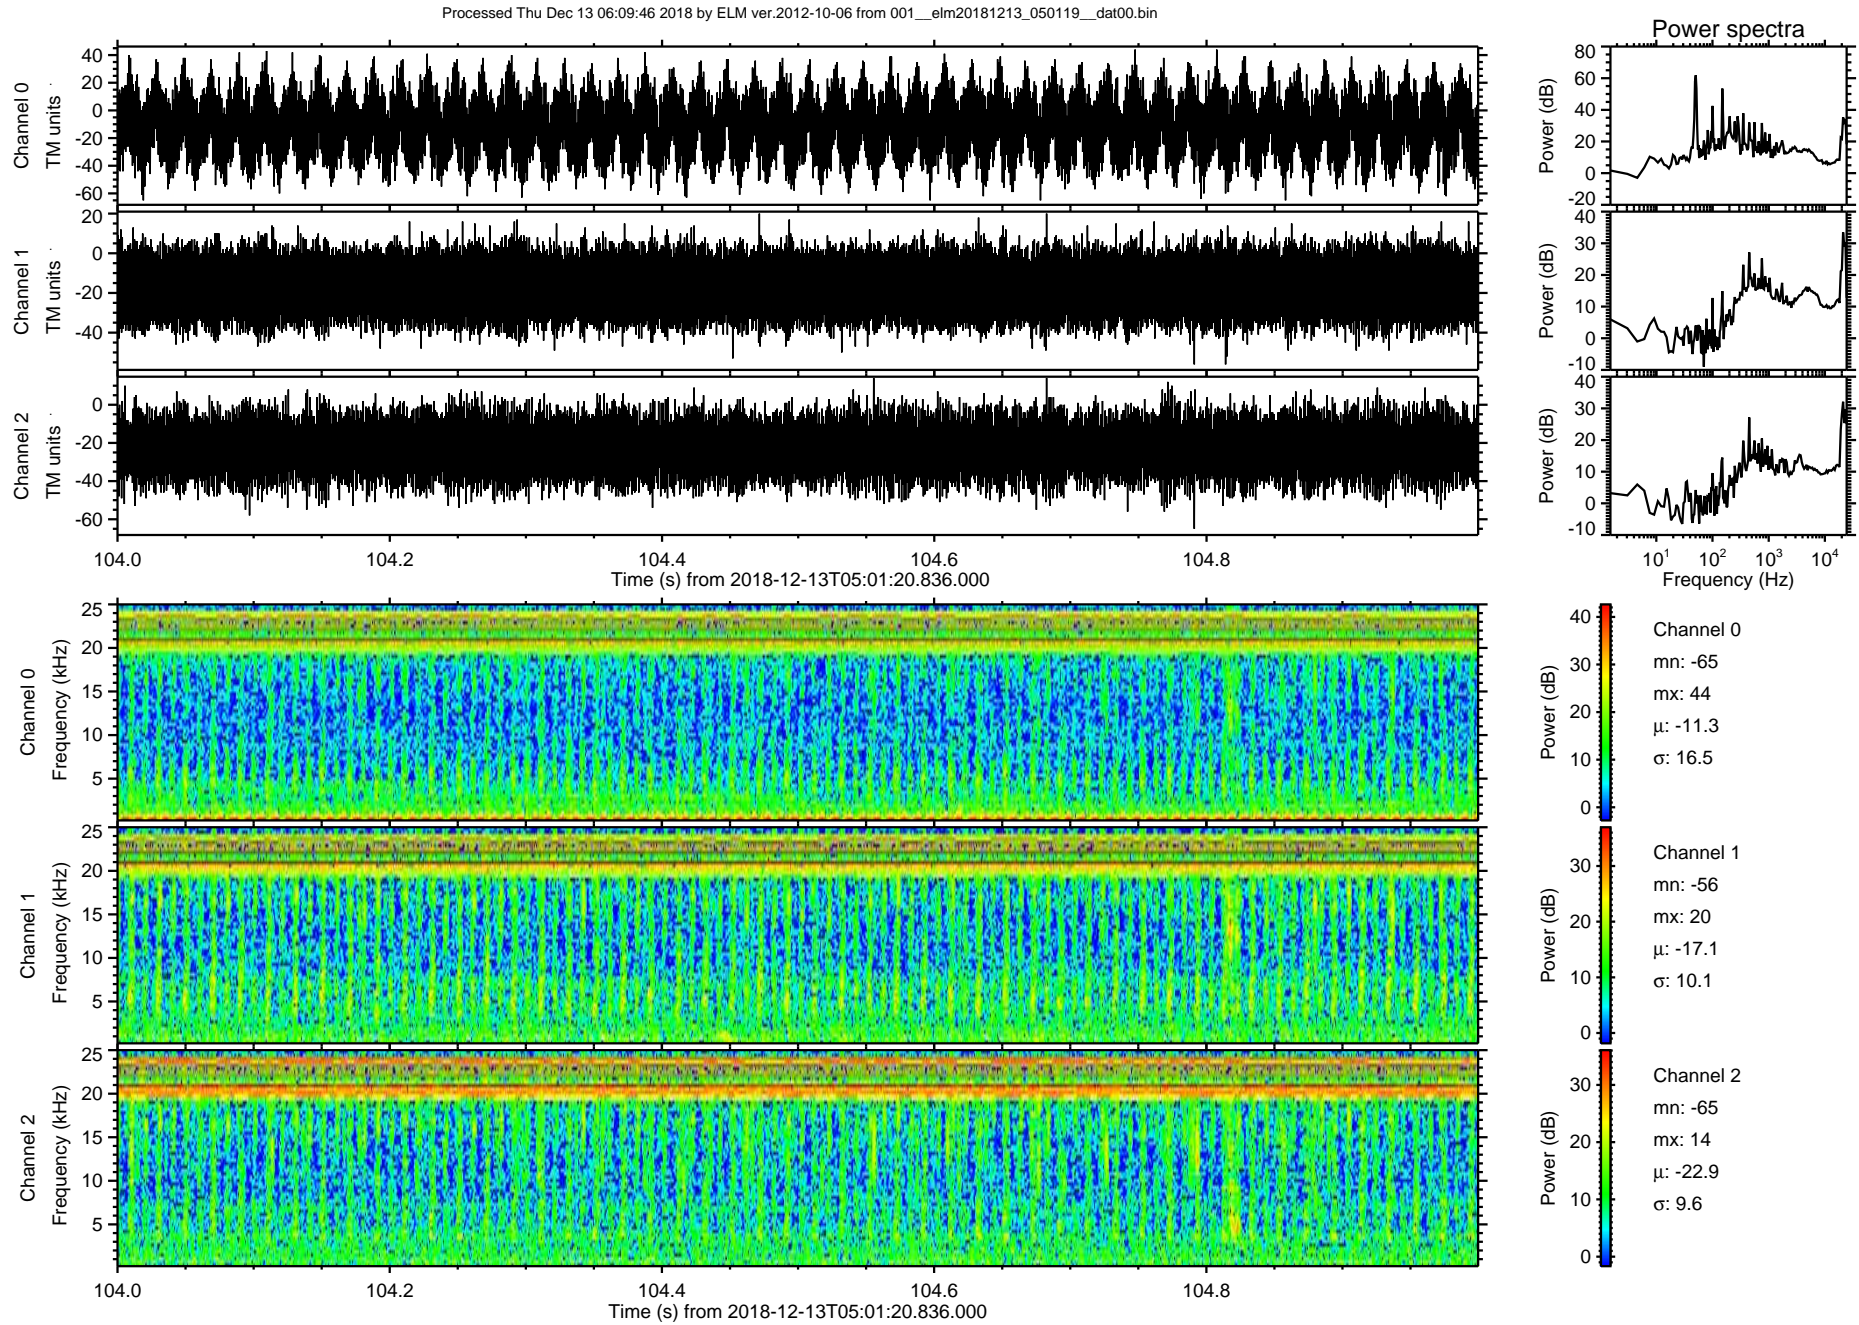 Processed Thu Dec 13 06:09:46 2018 by ELM ver.2012-10-06 from 001__elm20181213_050119__dat00.bin
Power spectra
Channel 0
TM units
40
20
0
-20
-40
-60
Power (dB)
80
60
40
20
0
-20
Channel 1
TM units
20
0
-20
-40
Power (dB)
40
30
20
10
0
-10
Channel 2
TM units
0
-20
-40
-60
Power (dB)
40
30
20
10
0
-10
104.0 104.2 104.4 104.6 104.8
Time (s) from 2018-12-13T05:01:20.836.000
10^1 10^2 10^3 10^4
Frequency (Hz)
Channel 0
Frequency (kHz)
25
20
15
10
5
Power (dB)
40
30
20
10
0
Channel 0
mn: -65
mx: 44
μ: -11.3
σ: 16.5
Channel 1
Frequency (kHz)
25
20
15
10
5
Power (dB)
30
20
10
0
Channel 1
mn: -56
mx: 20
μ: -17.1
σ: 10.1
Channel 2
Frequency (kHz)
25
20
15
10
5
Power (dB)
30
20
10
0
Channel 2
mn: -65
mx: 14
μ: -22.9
σ: 9.6
104.0 104.2 104.4 104.6 104.8
Time (s) from 2018-12-13T05:01:20.836.000